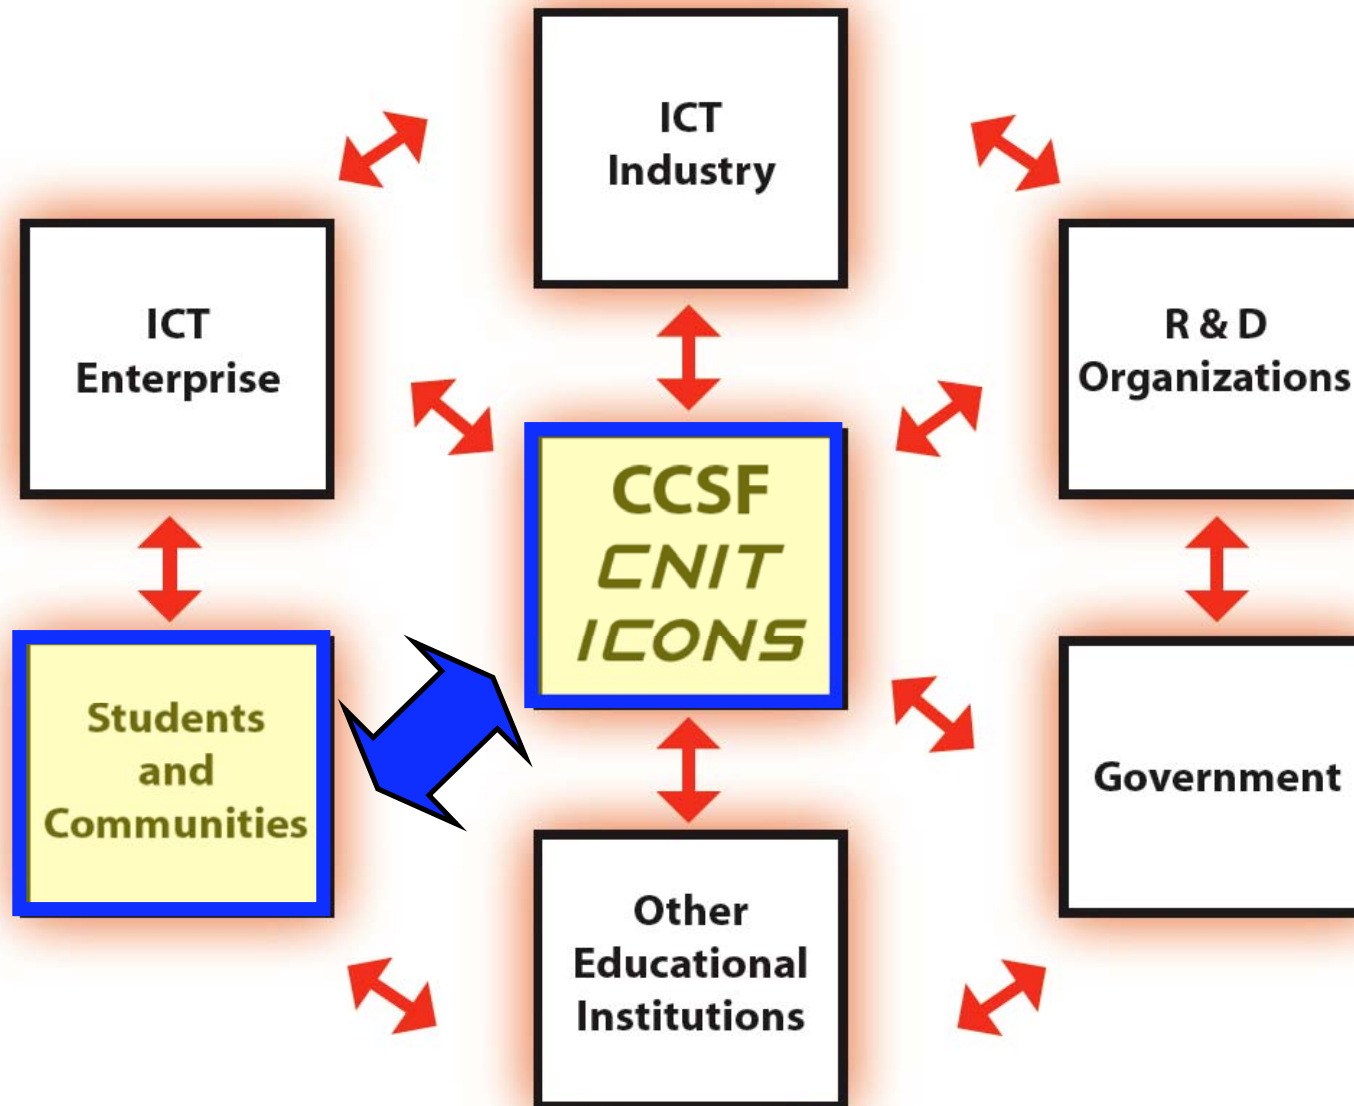 ICT
Industry
ICT
Enterprise
R & D
Organizations
CCSF
CNIT
ICONS
Students
and
Communities
Government
Other
Educational
Institutions